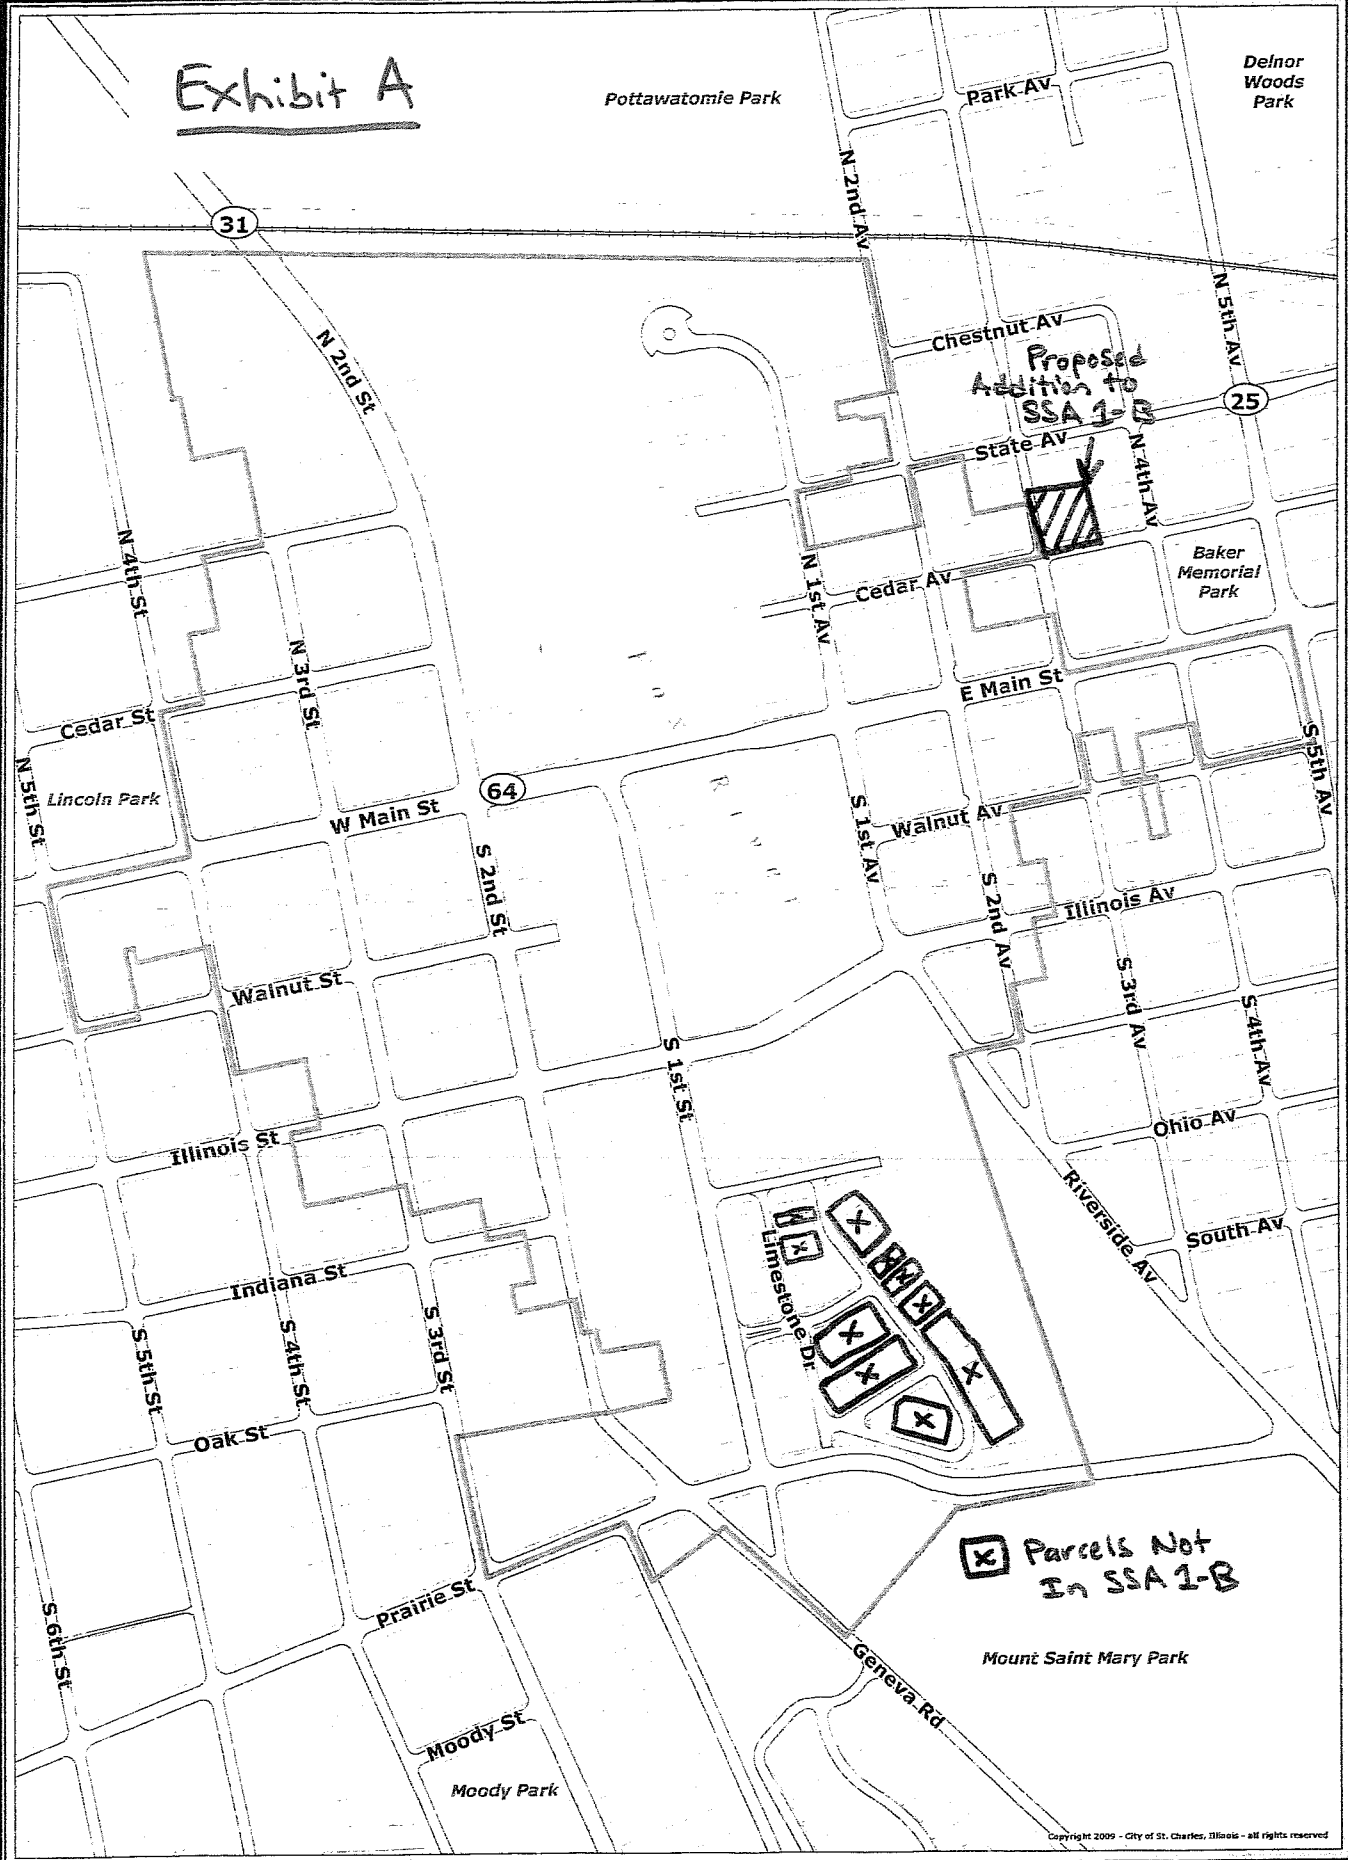 Exhibit A
Pottawatomie Park
Delnor
Woods
Park
Park Av
N 2nd Av
31
N 5th Av
N 2nd St
Chestnut Av
Proposed
Addition to
SSA 1-B
25
State Av
N 4th Av
N 4th St
Baker
Memorial
Park
N 1st Av
Cedar Av
N 3rd St
E Main St
Cedar St
S 5th Av
N 5th St
Lincoln Park
64
W Main St
S 1st Av
Walnut Av
S 2nd St
S 2nd Av
Illinois Av
Walnut St
S 3rd Av
S 4th Av
S 1st St
Ohio Av
Illinois St
Riverside Av
South Av
Limestone Dr
Indiana St
S 5th St
S 4th St
S 3rd St
Oak St
X Parcels Not
In SSA 1-B
Prairie St
S 6th St
Mount Saint Mary Park
Geneva Rd
Moody St
Moody Park
Copyright 2009 - City of St. Charles, Illinois - all rights reserved